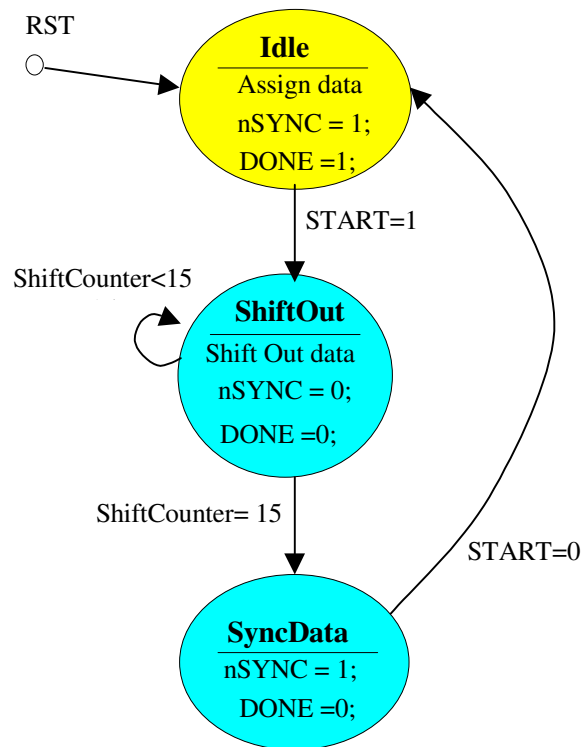 RST
Idle
Assign data
nSYNC = 1;
DONE =1;
START=1
ShiftCounter<15
ShiftOut
Shift Out data
nSYNC = 0;
DONE =0;
ShiftCounter= 15
START=0
SyncData
nSYNC = 1;
DONE =0;